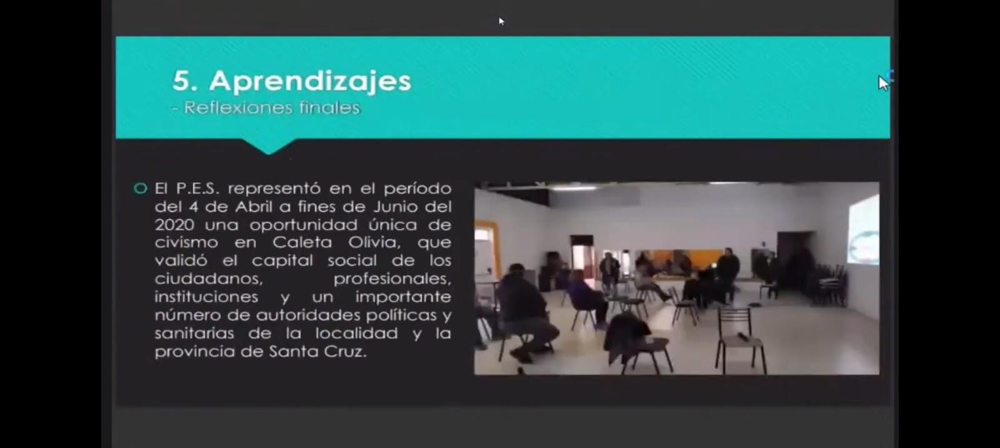 5. Aprendizajes
- Reflexiones finales
El P.E.S. representó en el período
del 4 de Abril a fines de Junio del
2020 una oportunidad única de
civismo en Caleta Olivia, que
validó el capital social de los
ciudadanos, profesionales,
instituciones y un importante
número de autoridades políticas y
sanitarias de la localidad y la
provincia de Santa Cruz.